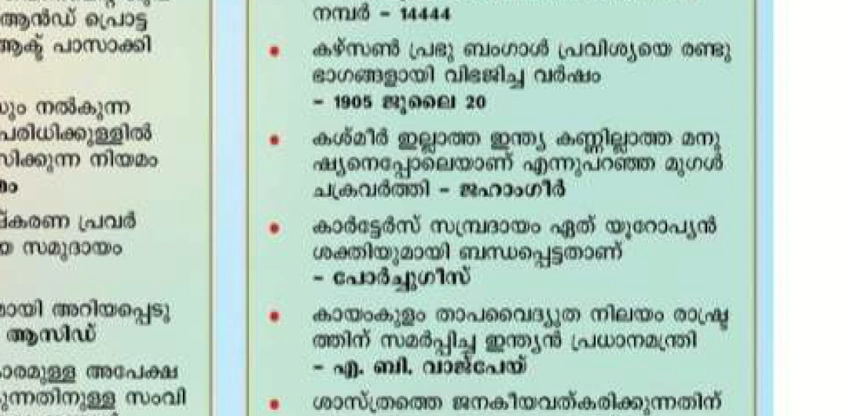 ആൻഡ് പ്രൊട്ട
ആക്ട് പാസാക്കി
നൽകുന്ന
പരിധിക്കുള്ളിൽ
സിക്കുന്ന നിയമം
കരണ പ്രവർ
യ സമുദായം
മായി അറിയപ്പെടു
ആസിഡ്
ാരമുള്ള അപേക്ഷ
ുന്നതിനുള്ള സംവി
നമ്പർ – 14444
• കഴ്സൺ പ്രഭു ബംഗാൾ പ്രവിശ്യയെ രണ്ടു
ഭാഗങ്ങളായി വിഭജിച്ച വർഷം
– 1905 ജൂലൈ 20
• കശ്മീർ ഇല്ലാത്ത ഇന്ത്യ കണ്ണില്ലാത്ത മനു
ഷ്യനെപ്പോലെയാണ് എന്നുപറഞ്ഞ മുഗൾ
ചക്രവർത്തി – ജഹാംഗീർ
• കാർട്ടേർസ് സമ്പ്രദായം ഏത് യൂറോപ്യൻ
ശക്തിയുമായി ബന്ധപ്പെട്ടതാണ്
– പോർച്ചുഗീസ്
• കായംകുളം താപവൈദ്യുത നിലയം രാഷ്ട്ര
ത്തിന് സമർപ്പിച്ച ഇന്ത്യൻ പ്രധാനമന്ത്രി
– എ. ബി. വാജ്പേയ്
• ശാസ്ത്രത്തെ ജനകീയവത്കരിക്കുന്നതിന്